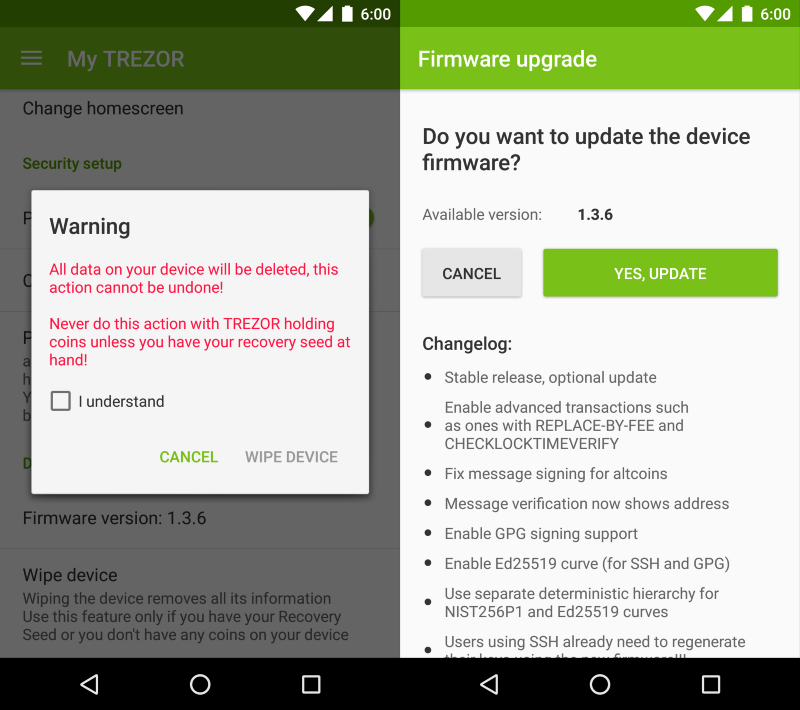 6:00
My TREZOR
Change homescreen
Security setup
P
C
P
a
h
Y
b
D
Warning
All data on your device will be deleted, this
action cannot be undone!
Never do this action with TREZOR holding
coins unless you have your recovery seed at
hand!
I understand
CANCEL WIPE DEVICE
Firmware version: 1.3.6
Wipe device
Wiping the device removes all its information
Use this feature only if you have your Recovery
Seed or you don't have any coins on your device
6:00
Firmware upgrade
Do you want to update the device
firmware?
Available version: 1.3.6
CANCEL YES, UPDATE
Changelog:
• Stable release, optional update
• Enable advanced transactions such
as ones with REPLACE-BY-FEE and
CHECKLOCKTIMEVERIFY
• Fix message signing for altcoins
• Message verification now shows address
• Enable GPG signing support
• Enable Ed25519 curve (for SSH and GPG)
• Use separate deterministic hierarchy for
NIST256P1 and Ed25519 curves
• Users using SSH already need to regenerate
their keys using the new firmware!!!